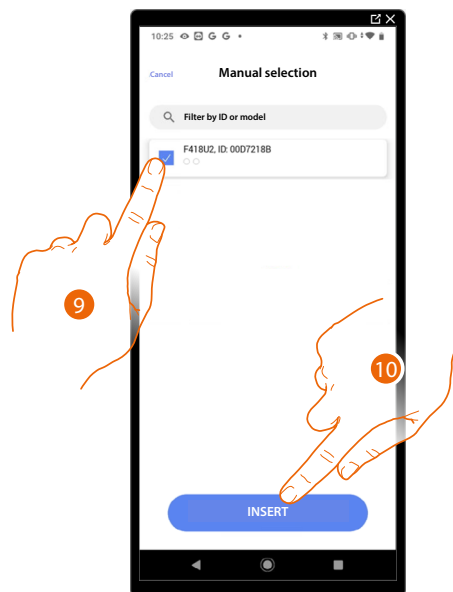 10:25 G G
Cancel
Manual selection
Filter by ID or model
F418U2, ID: 00D7218B
9
10
INSERT